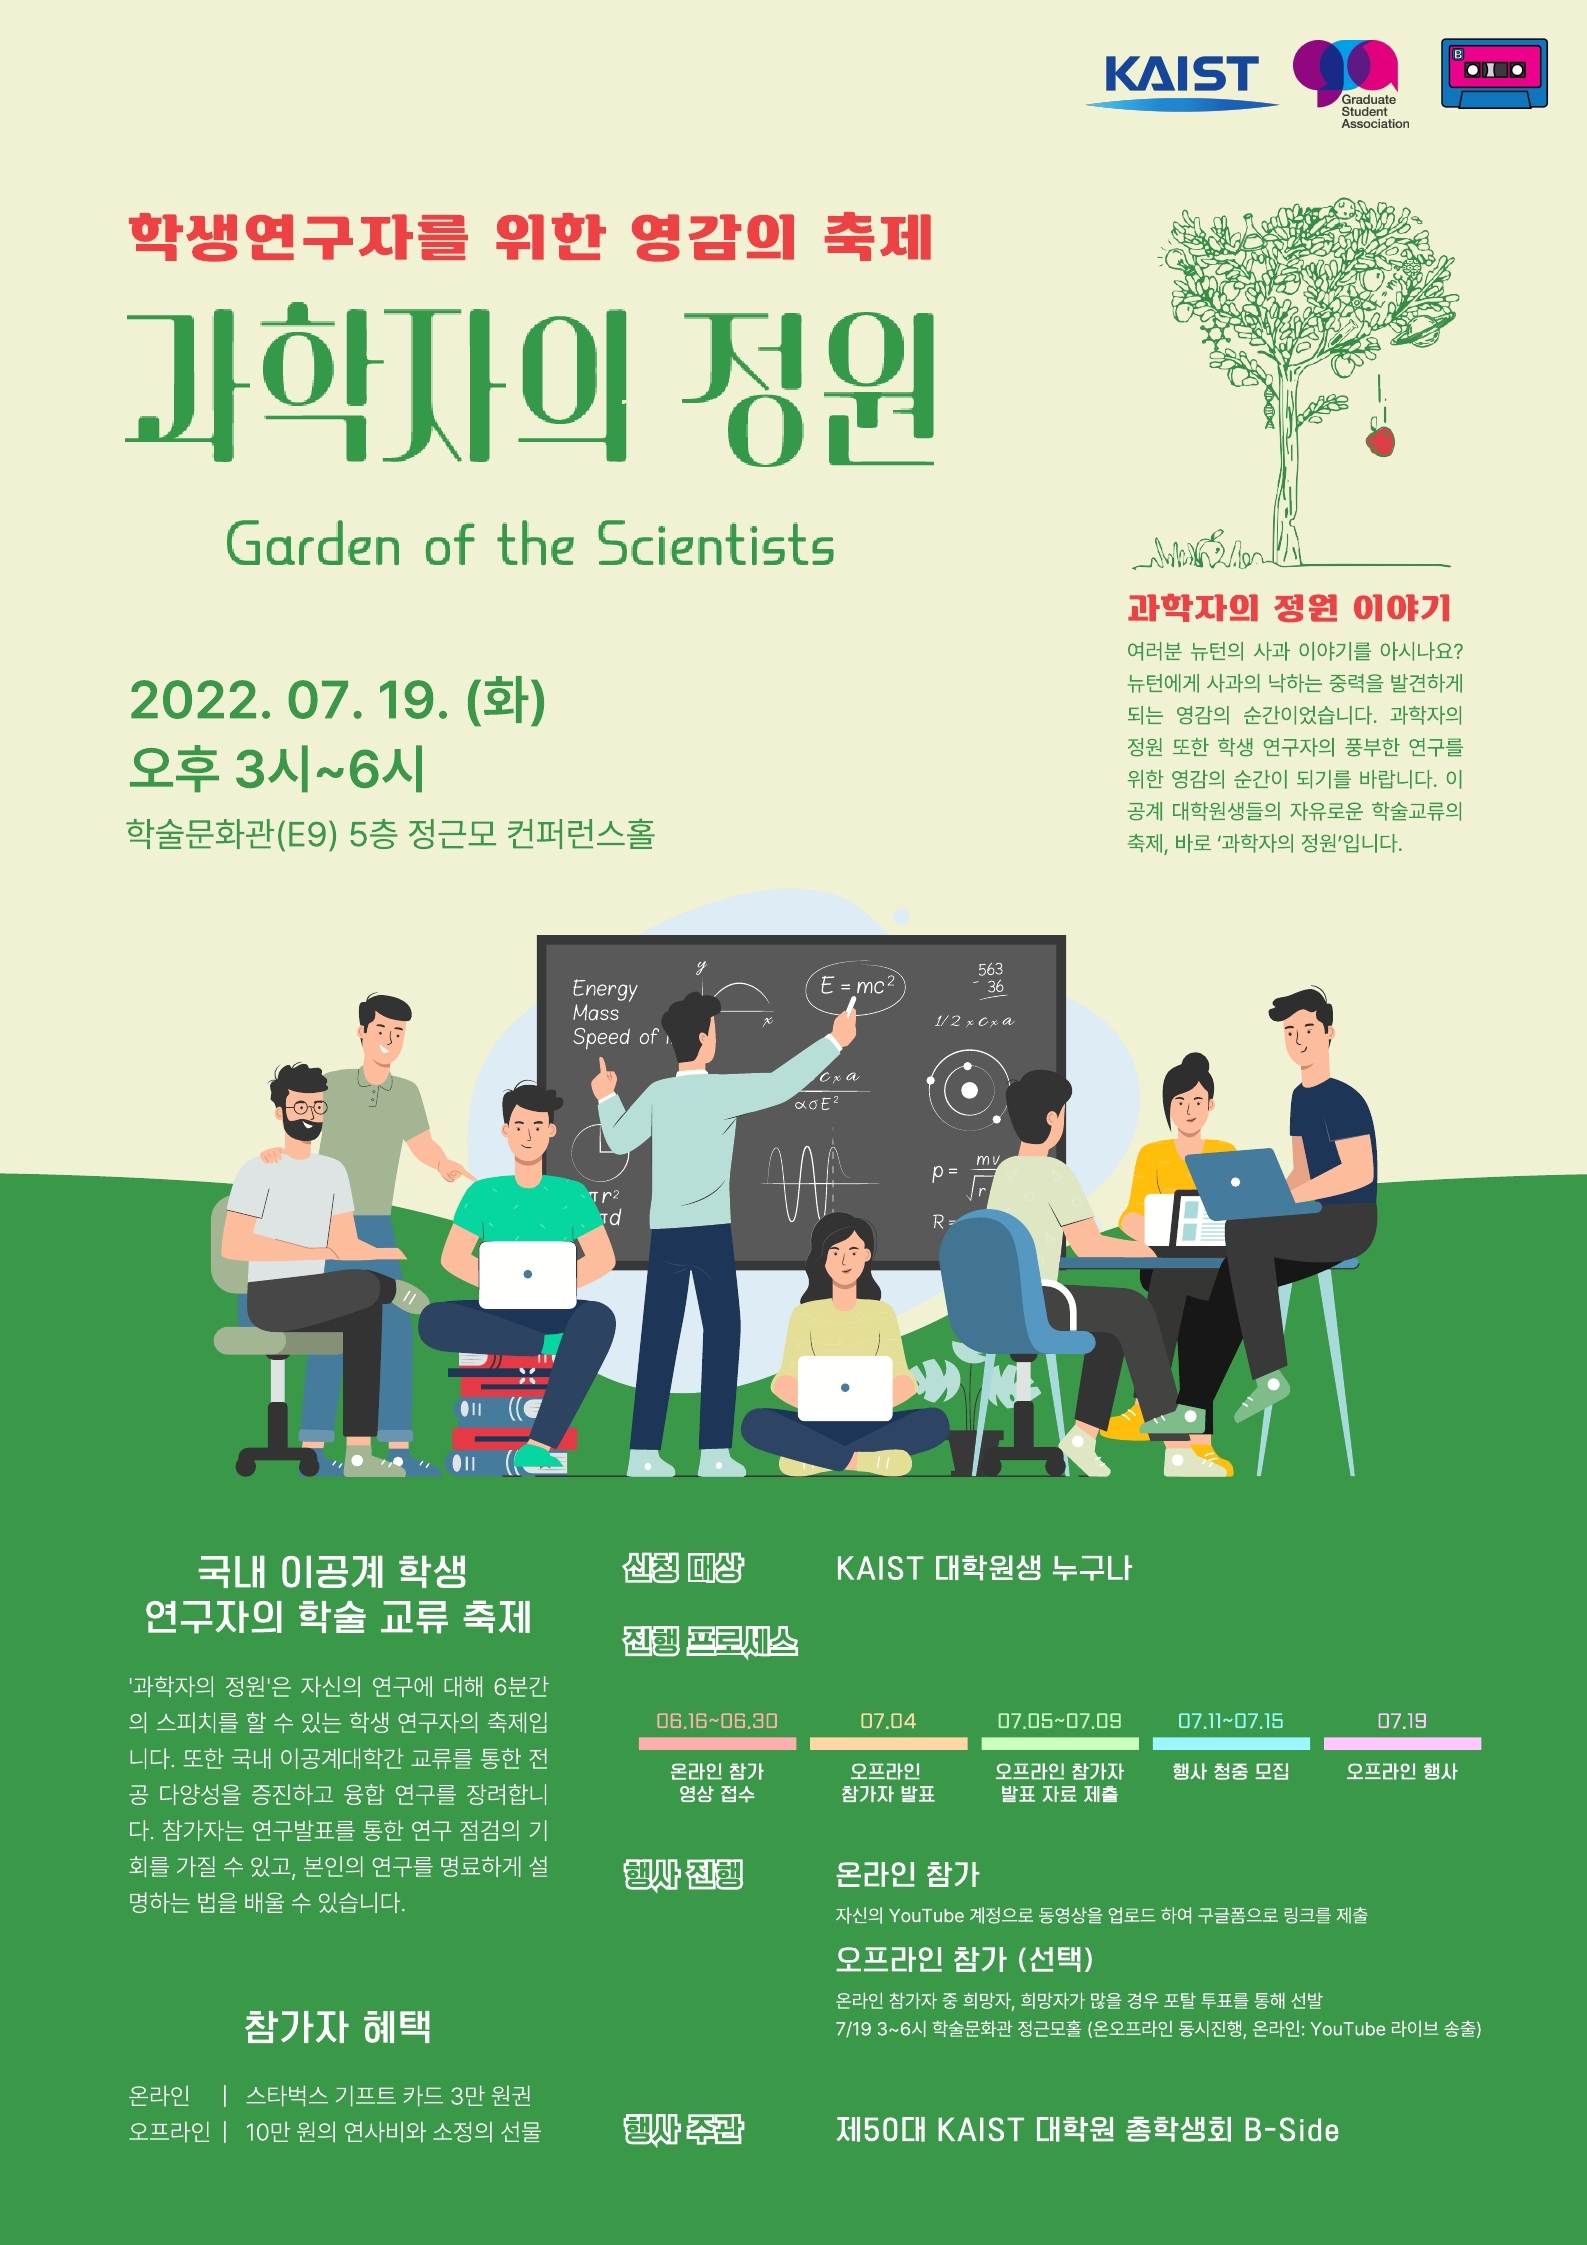 KAIST
Graduate
Student
Association
B
학생연구자를 위한 영감의 축제
과학자의 정원
Garden of the Scientists
2022. 07. 19. (화)
오후 3시~6시
학술문화관(E9) 5층 정근모 컨퍼런스홀
과학자의 정원 이야기
여러분 뉴턴의 사과 이야기를 아시나요?
뉴턴에게 사과의 낙하는 중력을 발견하게
되는 영감의 순간이었습니다. 과학자의
정원 또한 학생 연구자의 풍부한 연구를
위한 영감의 순간이 되기를 바랍니다. 이
공계 대학원생들의 자유로운 학술교류의
축제, 바로 ‘과학자의 정원’입니다.
Energy
Mass
Speed of
y
x
E = mc²
563
- 36
1/2 x c x a
c x a
ασE²
πr²
πd
p = mv
√r
R =
국내 이공계 학생
연구자의 학술 교류 축제
'과학자의 정원'은 자신의 연구에 대해 6분간
의 스피치를 할 수 있는 학생 연구자의 축제입
니다. 또한 국내 이공계대학간 교류를 통한 전
공 다양성을 증진하고 융합 연구를 장려합니
다. 참가자는 연구발표를 통한 연구 점검의 기
회를 가질 수 있고, 본인의 연구를 명료하게 설
명하는 법을 배울 수 있습니다.
참가자 혜택
온라인 | 스타벅스 기프트 카드 3만 원권
오프라인 | 10만 원의 연사비와 소정의 선물
신청 대상 KAIST 대학원생 누구나
진행 프로세스
06.16~06.30 07.04 07.05~07.09 07.11~07.15 07.19
온라인 참가 오프라인 오프라인 참가자 행사 청중 모집 오프라인 행사
영상 접수 참가자 발표 발표 자료 제출
행사 진행 온라인 참가
자신의 YouTube 계정으로 동영상을 업로드 하여 구글폼으로 링크를 제출
오프라인 참가 (선택)
온라인 참가자 중 희망자, 희망자가 많을 경우 포탈 투표를 통해 선발
7/19 3~6시 학술문화관 정근모홀 (온오프라인 동시진행, 온라인: YouTube 라이브 송출)
행사 주관 제50대 KAIST 대학원 총학생회 B-Side